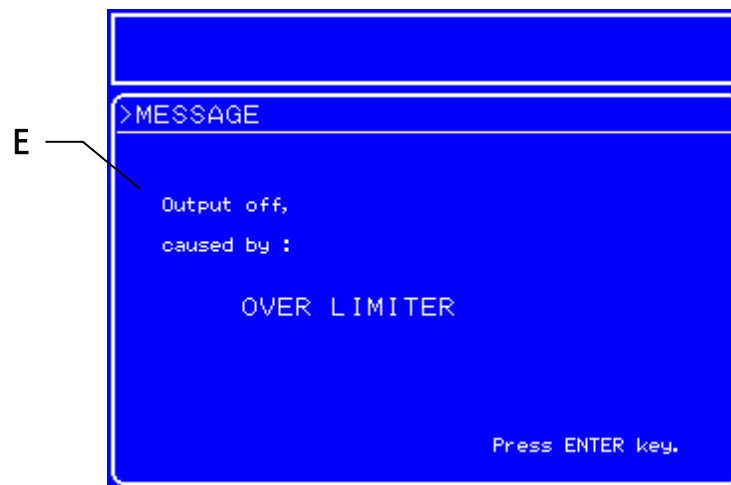 >MESSAGE
E
Output off,
caused by :
OVER LIMITER
Press ENTER key.